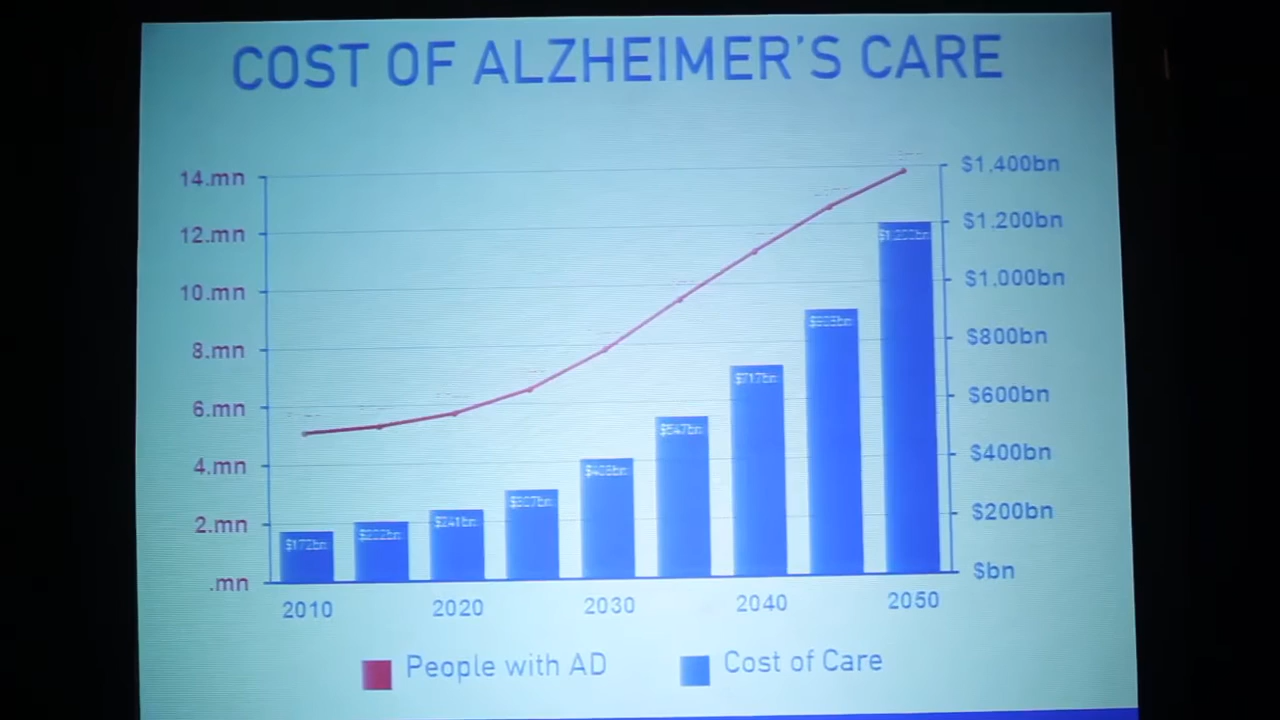 COST OF ALZHEIMER'S CARE
14.mn
12.mn
10.mn
8.mn
6.mn
4.mn
2.mn
.mn
$1.400bn
$1.200bn
$1.000bn
$800bn
$600bn
$400bn
$200bn
$bn
$172bn
$202bn
$241bn
$307bn
$547bn
$717bn
2010
2020
2030
2040
2050
People with AD
Cost of Care